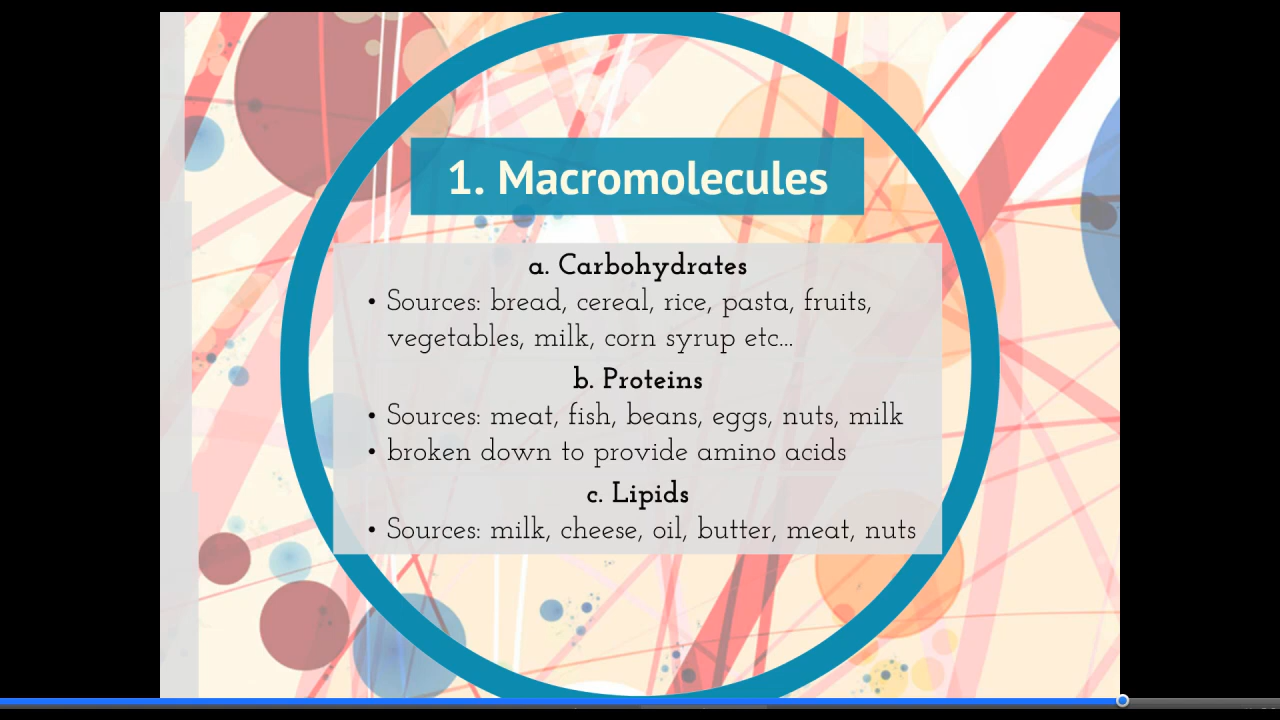 1. Macromolecules
a. Carbohydrates
• Sources: bread, cereal, rice, pasta, fruits,
vegetables, milk, corn syrup etc...
b. Proteins
• Sources: meat, fish, beans, eggs, nuts, milk
• broken down to provide amino acids
c. Lipids
• Sources: milk, cheese, oil, butter, meat, nuts